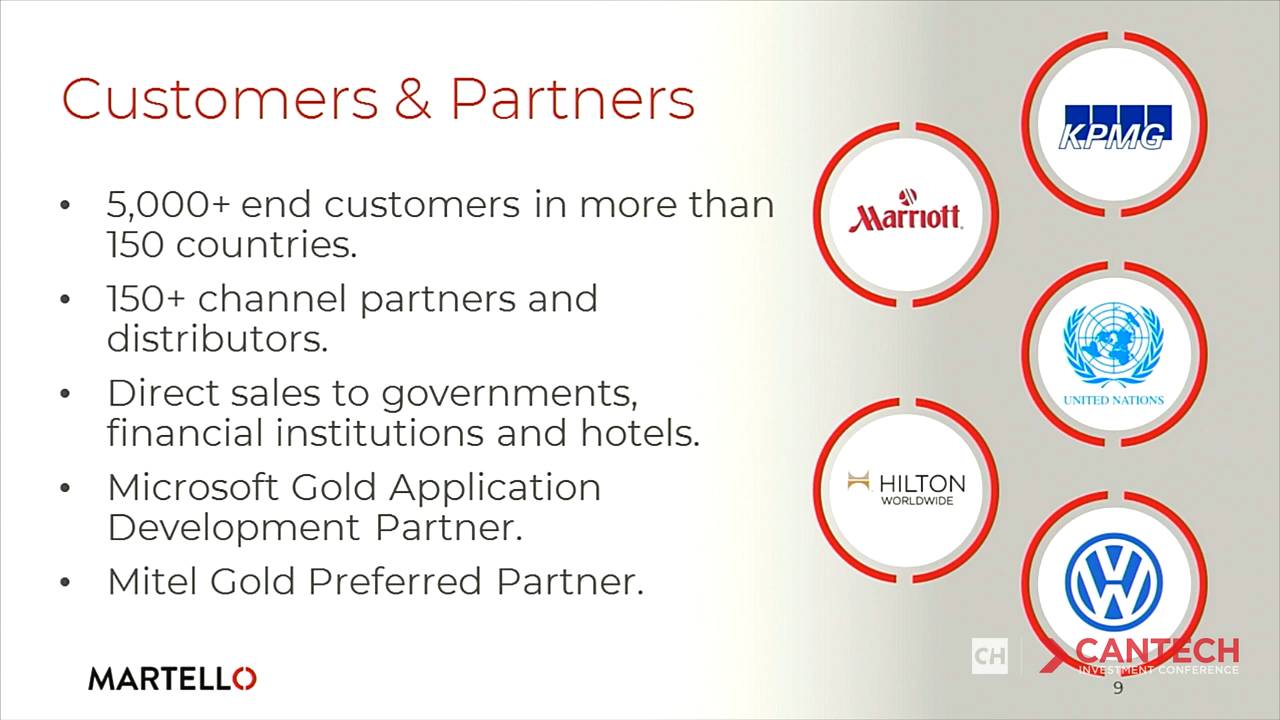 Customers & Partners
• 5,000+ end customers in more than
150 countries.
• 150+ channel partners and
distributors.
• Direct sales to governments,
financial institutions and hotels.
• Microsoft Gold Application
Development Partner.
• Mitel Gold Preferred Partner.
KPMG
Marriott
UNITED NATIONS
HILTON
WORLDWIDE
VW
MARTELLO
CH
CANTECH
INVESTMENT CONFERENCE
9